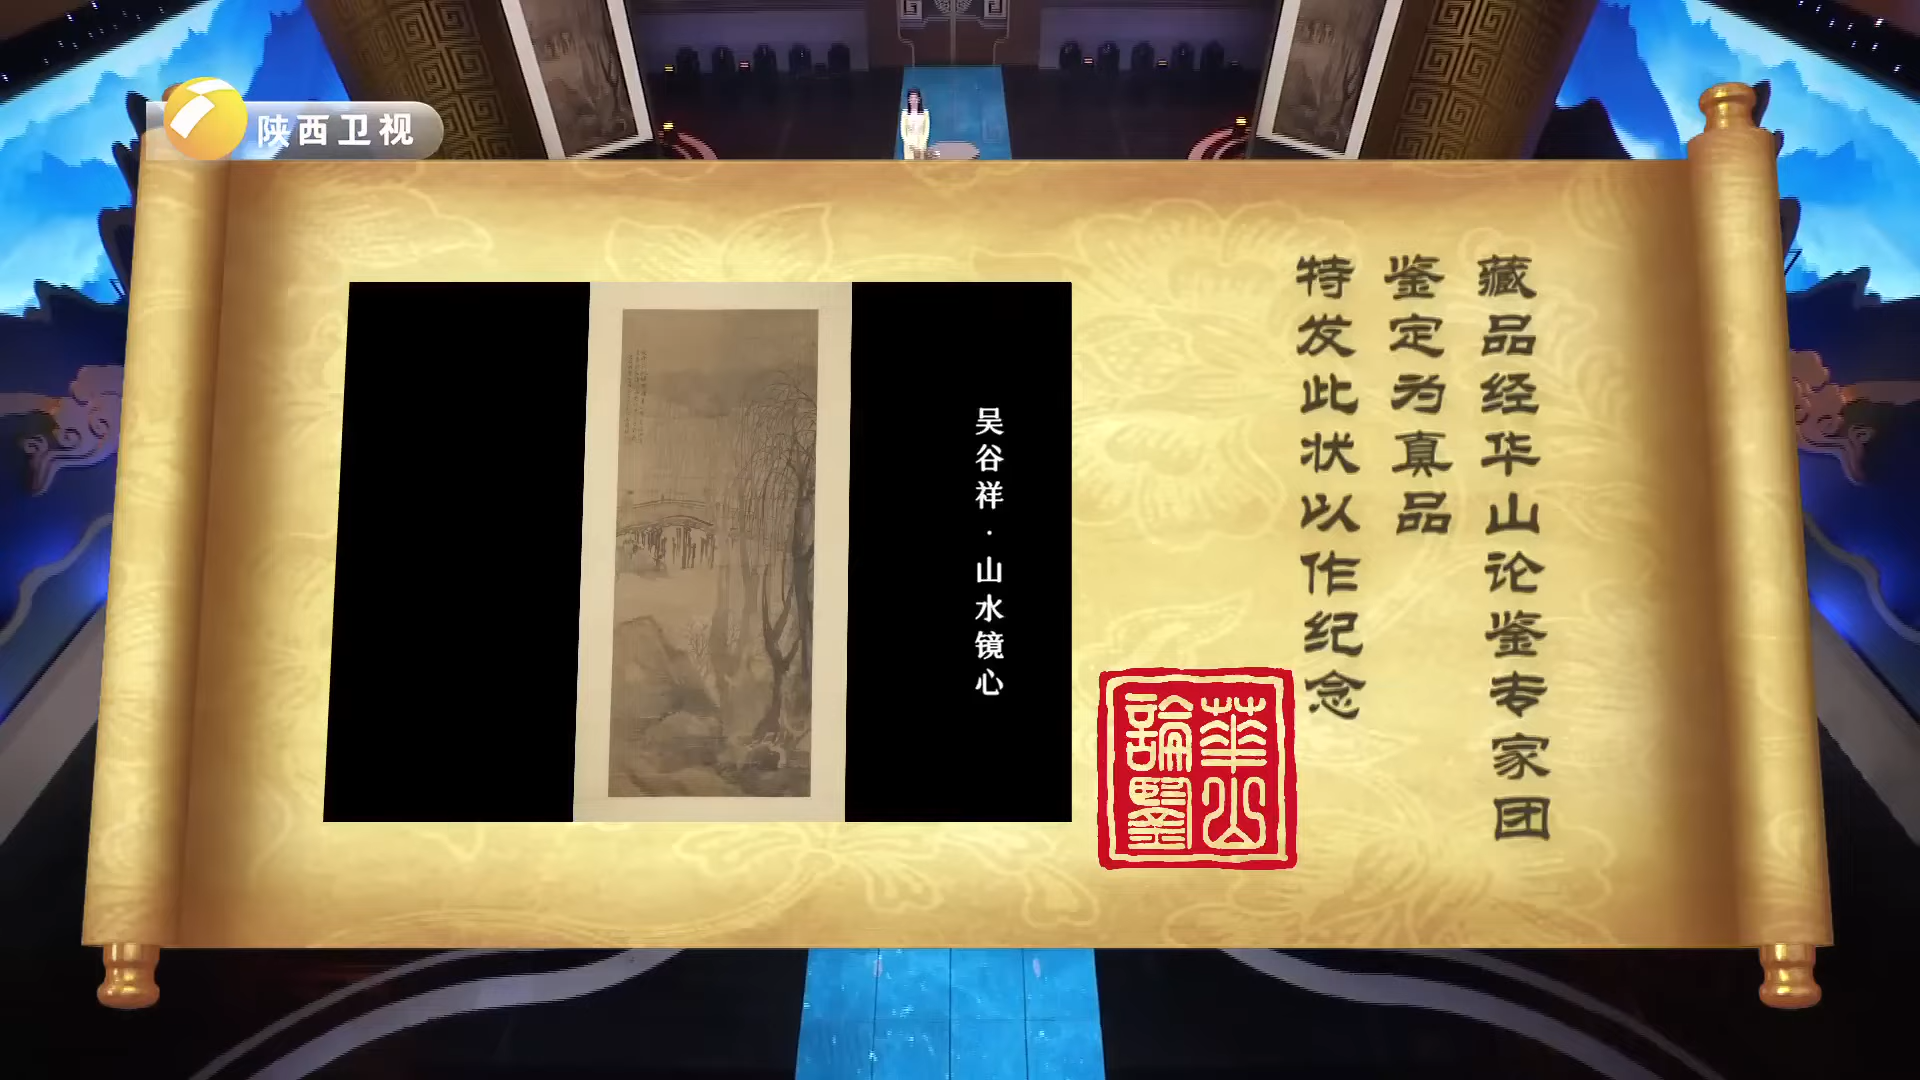 陕西卫视
藏品经华山论鉴专家团
鉴定为真品
特发此状以作纪念
吴谷祥·山水镜心
華山
論鑒